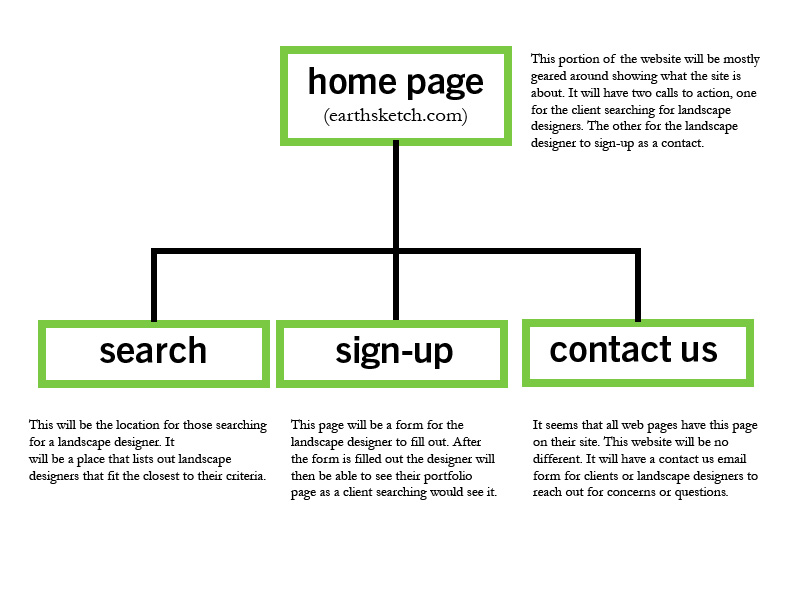 home page
(earthsketch.com)
This portion of the website will be mostly
geared around showing what the site is
about. It will have two calls to action, one
for the client searching for landscape
designers. The other for the landscape
designer to sign-up as a contact.
search
sign-up
contact us
This will be the location for those searching
for a landscape designer. It
will be a place that lists out landscape
designers that fit the closest to their criteria.
This page will be a form for the
landscape designer to fill out. After
the form is filled out the designer will
then be able to see their portfolio
page as a client searching would see it.
It seems that all web pages have this page
on their site. This website will be no
different. It will have a contact us email
form for clients or landscape designers to
reach out for concerns or questions.